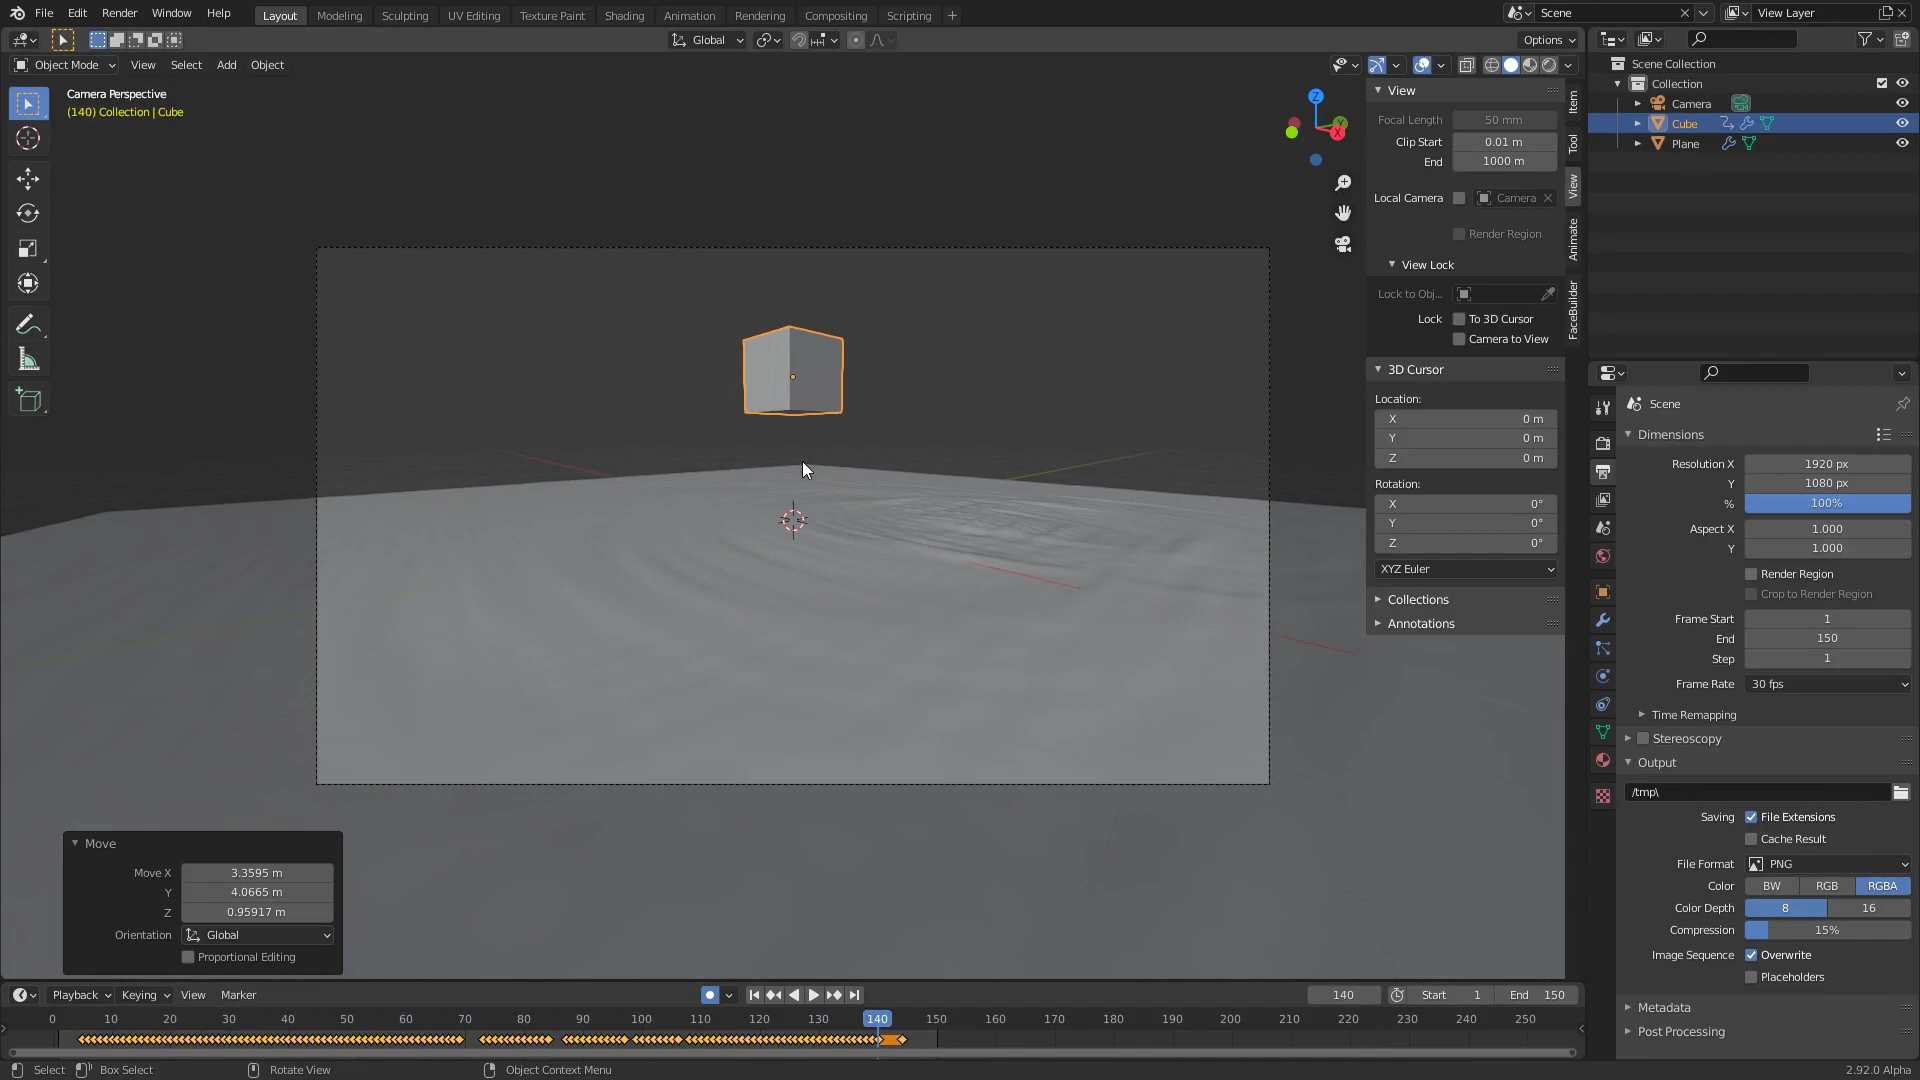 File Edit Render Window Help Layout Modeling Sculpting UV Editing Texture Paint Shading Animation Rendering Compositing Scripting + Scene View Layer
Global Options
Object Mode View Select Add Object
Camera Perspective
(140) Collection | Cube
Z
Y
X
View
Focal Length 50 mm
Clip Start 0.01 m
End 1000 m
Local Camera Camera
Render Region
View Lock
Lock to Obj...
Lock To 3D Cursor
Camera to View
3D Cursor
Location:
X 0 m
Y 0 m
Z 0 m
Rotation:
X 0°
Y 0°
Z 0°
XYZ Euler
Collections
Annotations
Item
Tool
View
Animate
FaceBuilder
Scene Collection
Collection
Camera
Cube
Plane
Scene
Dimensions
Resolution X 1920 px
Y 1080 px
% 100%
Aspect X 1.000
Y 1.000
Render Region
Crop to Render Region
Frame Start 1
End 150
Step 1
Frame Rate 30 fps
Time Remapping
Stereoscopy
Output
/tmp\
Saving File Extensions
Cache Result
File Format PNG
Color BW RGB RGBA
Color Depth 8 16
Compression 15%
Image Sequence Overwrite
Placeholders
Metadata
Post Processing
Move
Move X 3.3595 m
Y 4.0665 m
Z 0.95917 m
Orientation Global
Proportional Editing
Playback Keying View Marker 140 Start 1 End 150
0 10 20 30 40 50 60 70 80 90 100 110 120 130 140 150 160 170 180 190 200 210 220 230 240 250
Select Box Select Rotate View Object Context Menu 2.92.0 Alpha